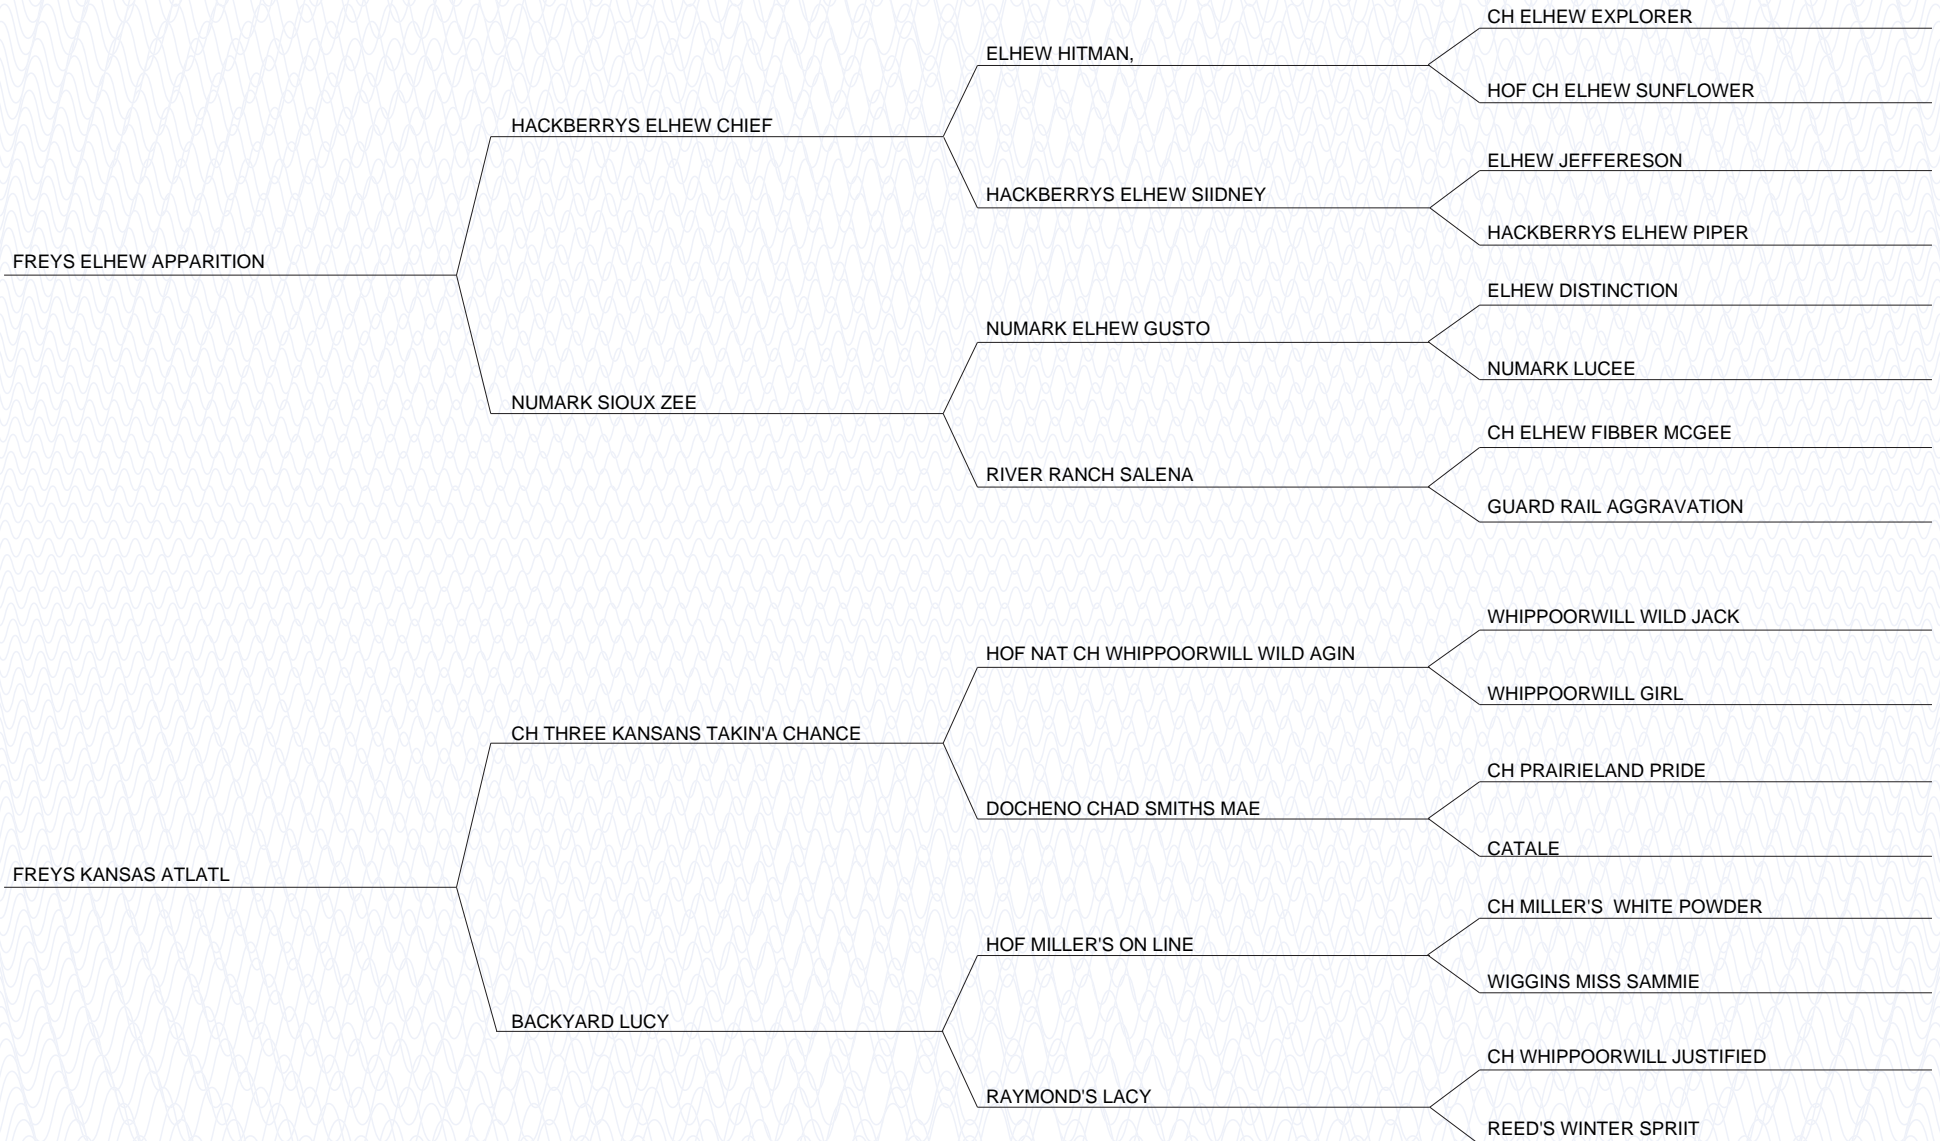 CH ELHEW EXPLORER
ELHEW HITMAN,
HOF CH ELHEW SUNFLOWER
HACKBERRYS ELHEW CHIEF
ELHEW JEFFERESON
HACKBERRYS ELHEW SIIDNEY
HACKBERRYS ELHEW PIPER
FREYS ELHEW APPARITION
ELHEW DISTINCTION
NUMARK ELHEW GUSTO
NUMARK LUCEE
NUMARK SIOUX ZEE
CH ELHEW FIBBER MCGEE
RIVER RANCH SALENA
GUARD RAIL AGGRAVATION
WHIPPOORWILL WILD JACK
HOF NAT CH WHIPPOORWILL WILD AGIN
WHIPPOORWILL GIRL
CH THREE KANSANS TAKIN'A CHANCE
CH PRAIRIELAND PRIDE
DOCHENO CHAD SMITHS MAE
CATALE
FREYS KANSAS ATLATL
CH MILLER'S  WHITE POWDER
HOF MILLER'S ON LINE
WIGGINS MISS SAMMIE
BACKYARD LUCY
CH WHIPPOORWILL JUSTIFIED
RAYMOND'S LACY
REED'S WINTER SPRIIT